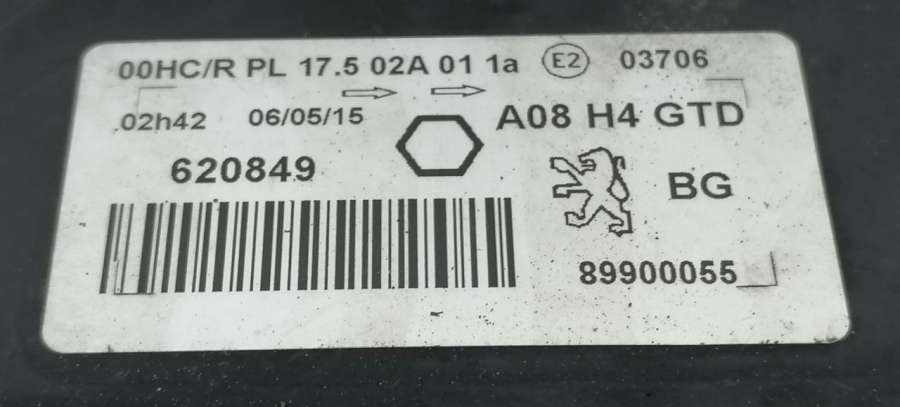 00HC/R PL 17.5 02A 01 1a E2 03706
02h42 06/05/15 A08 H4 GTD
620849 BG
89900055